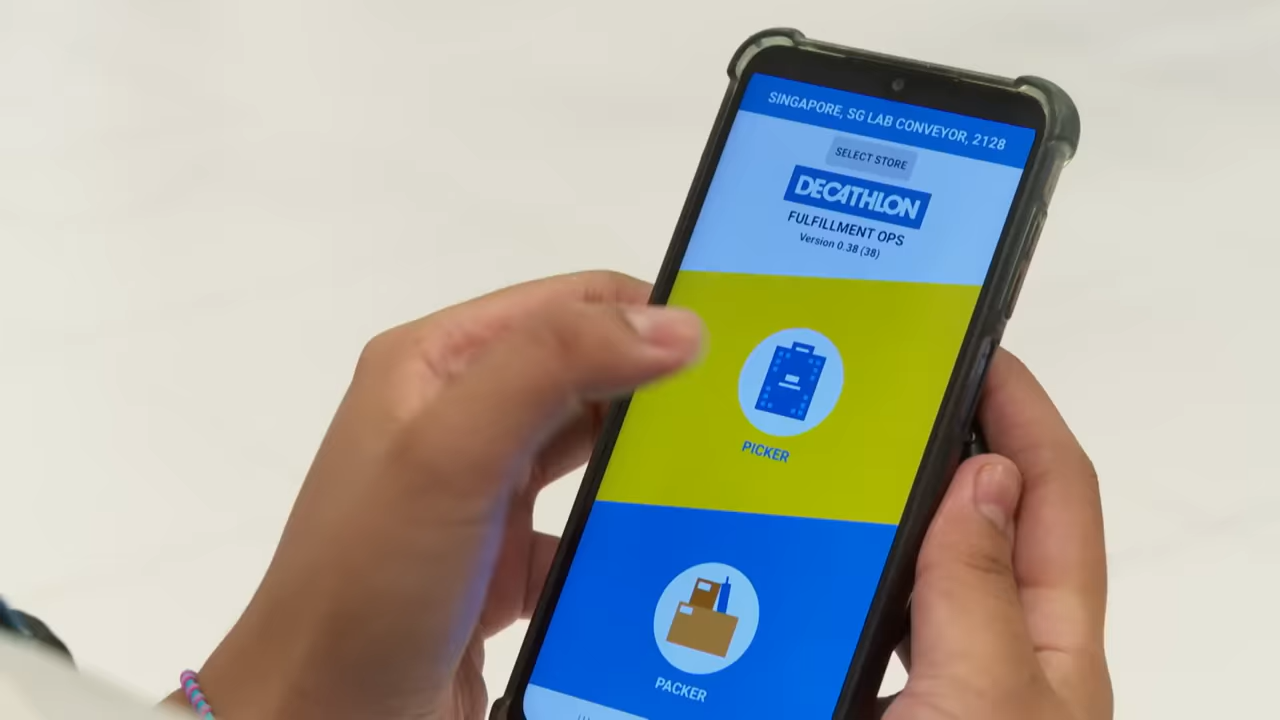 SINGAPORE, SG LAB CONVEYOR, 2128
SELECT STORE
DECATHLON
FULFILLMENT OPS
Version 0.38 (38)
PICKER
PACKER